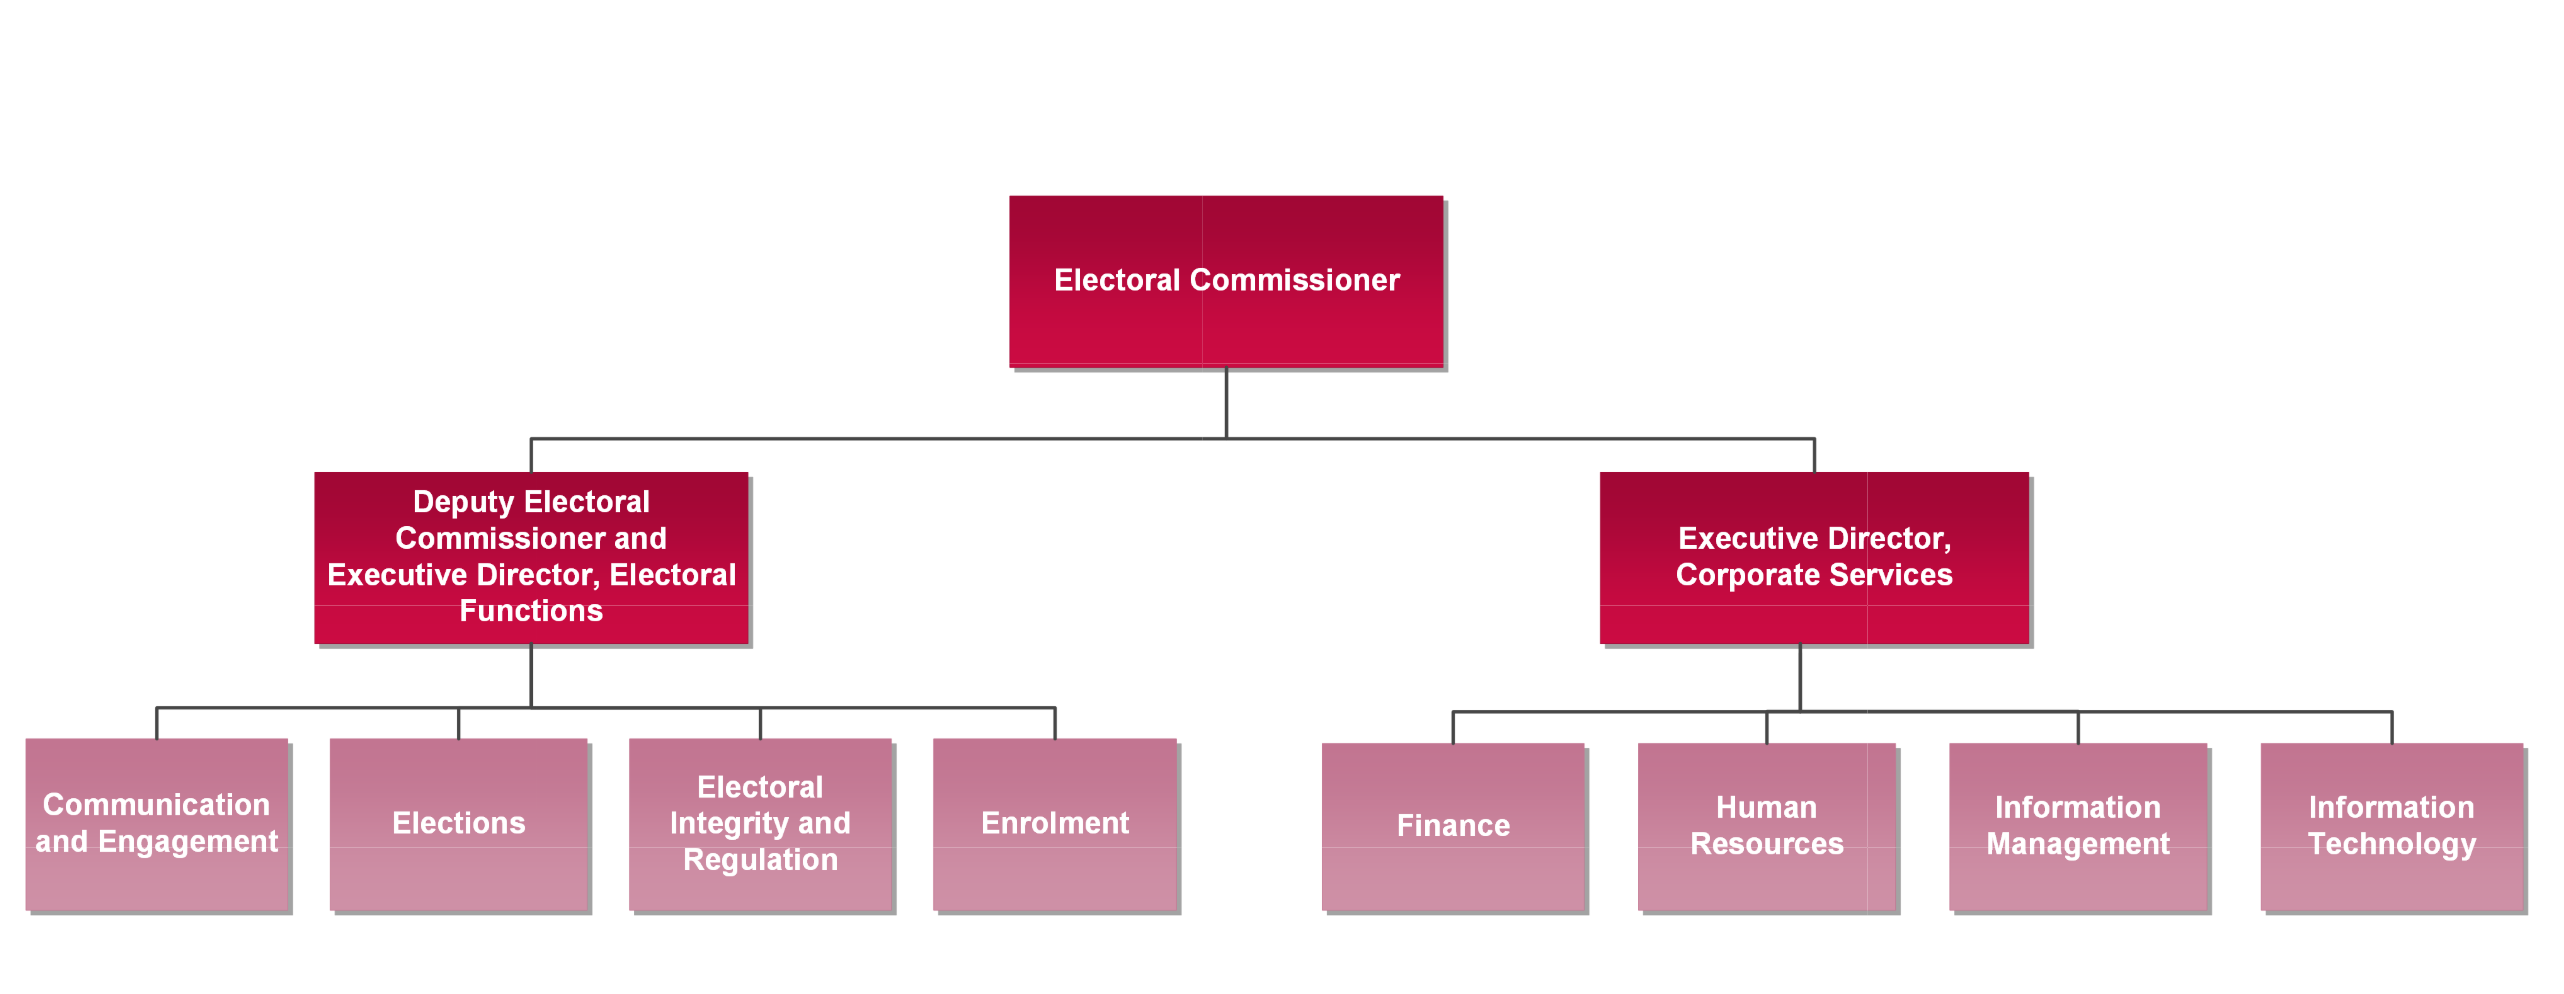 Electoral Commissioner
Deputy Electoral
Commissioner and
Executive Director, Electoral
Functions
Executive Director,
Corporate Services
Communication
and Engagement
Elections
Electoral
Integrity and
Regulation
Enrolment
Finance
Human
Resources
Information
Management
Information
Technology